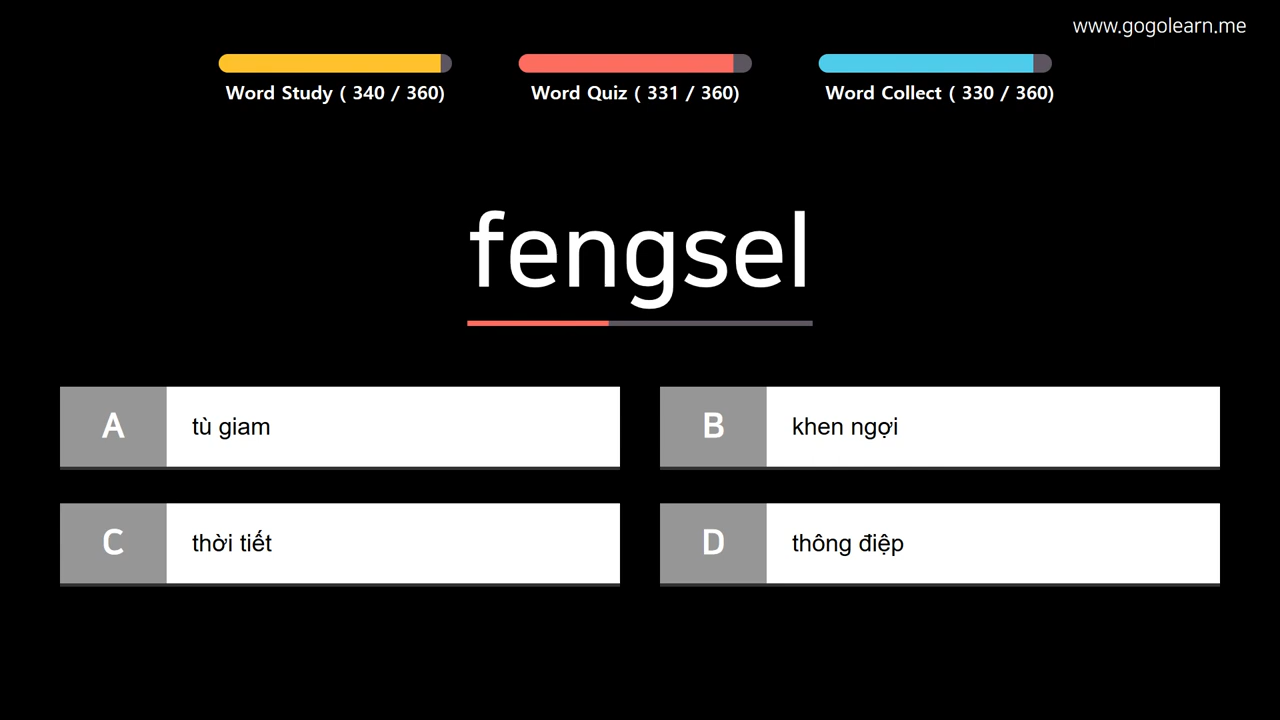 www.gogolearn.me
Word Study ( 340 / 360)
Word Quiz ( 331 / 360)
Word Collect ( 330 / 360)
fengsel
A tù giam
B khen ngợi
C thời tiết
D thông điệp